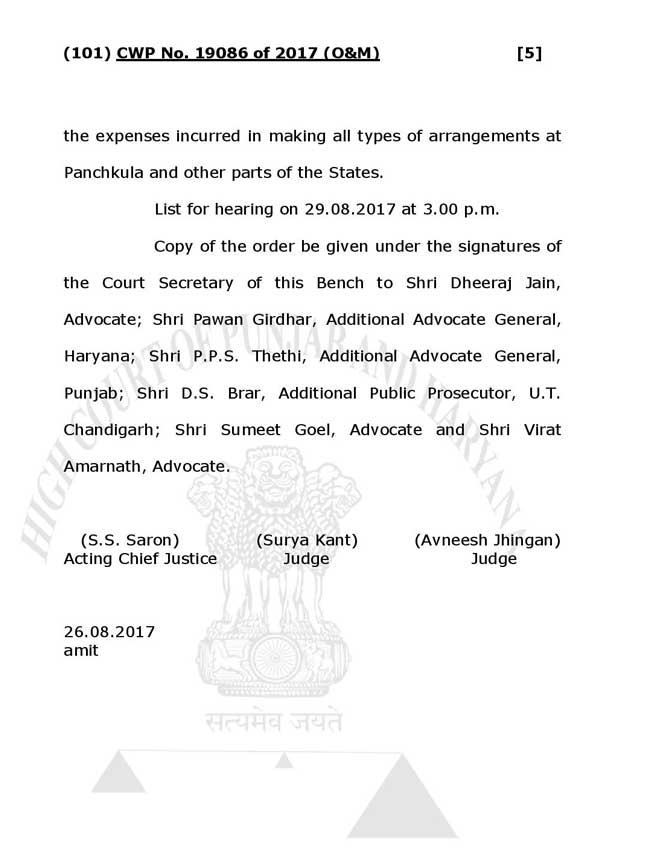 (101) CWP No. 19086 of 2017 (O&M) [5]
the expenses incurred in making all types of arrangements at
Panchkula and other parts of the States.
List for hearing on 29.08.2017 at 3.00 p.m.
Copy of the order be given under the signatures of
the Court Secretary of this Bench to Shri Dheeraj Jain,
Advocate; Shri Pawan Girdhar, Additional Advocate General,
Haryana; Shri P.P.S. Thethi, Additional Advocate General,
Punjab; Shri D.S. Brar, Additional Public Prosecutor, U.T.
Chandigarh; Shri Sumeet Goel, Advocate and Shri Virat
Amarnath, Advocate.
(S.S. Saron) (Surya Kant) (Avneesh Jhingan)
Acting Chief Justice Judge Judge
26.08.2017
amit
HIGH COURT OF PUNJAB AND HARYANA
सत्यमेव जयते